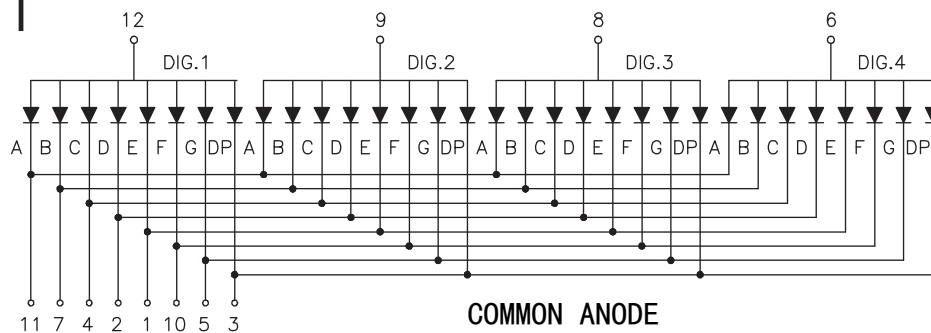 12 9 8 6
DIG.1 DIG.2 DIG.3 DIG.4
A B C D E F G DP A B C D E F G DP A B C D E F G DP A B C D E F G DP
11 7 4 2 1 10 5 3
COMMON ANODE